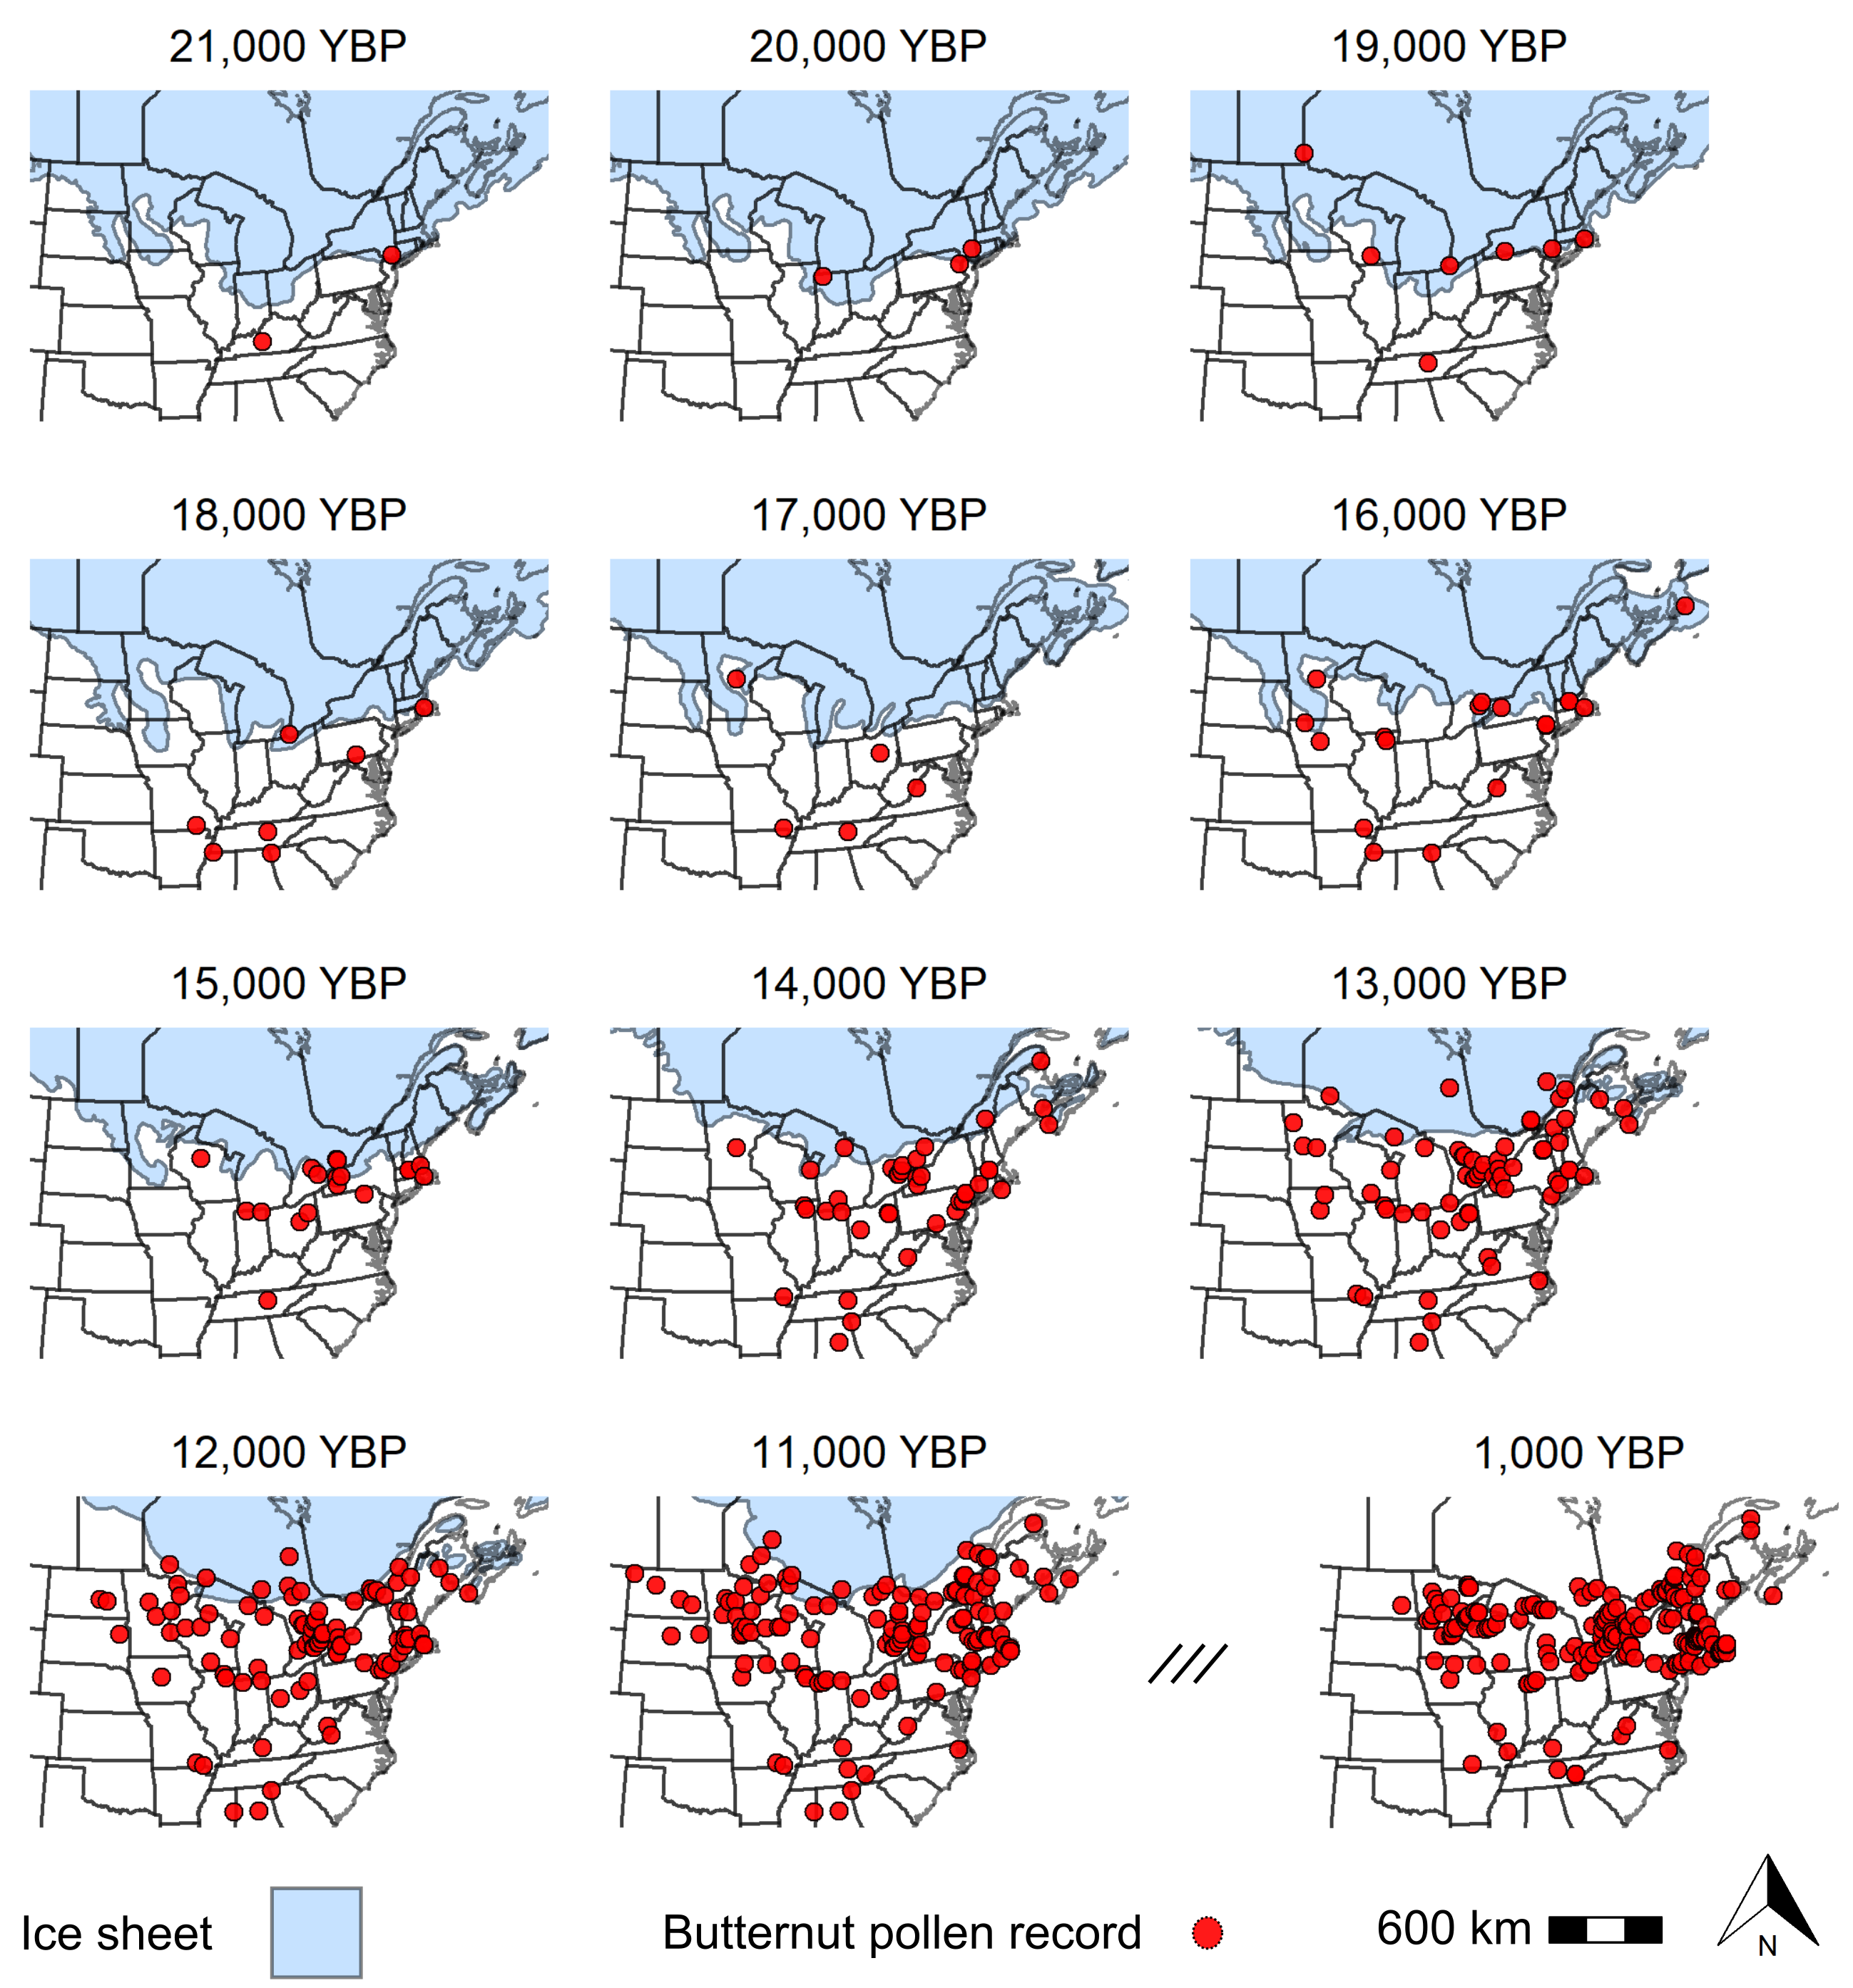 21,000 YBP
20,000 YBP
19,000 YBP
18,000 YBP
17,000 YBP
16,000 YBP
15,000 YBP
14,000 YBP
13,000 YBP
12,000 YBP
11,000 YBP
1,000 YBP
Ice sheet
Butternut pollen record
600 km
N